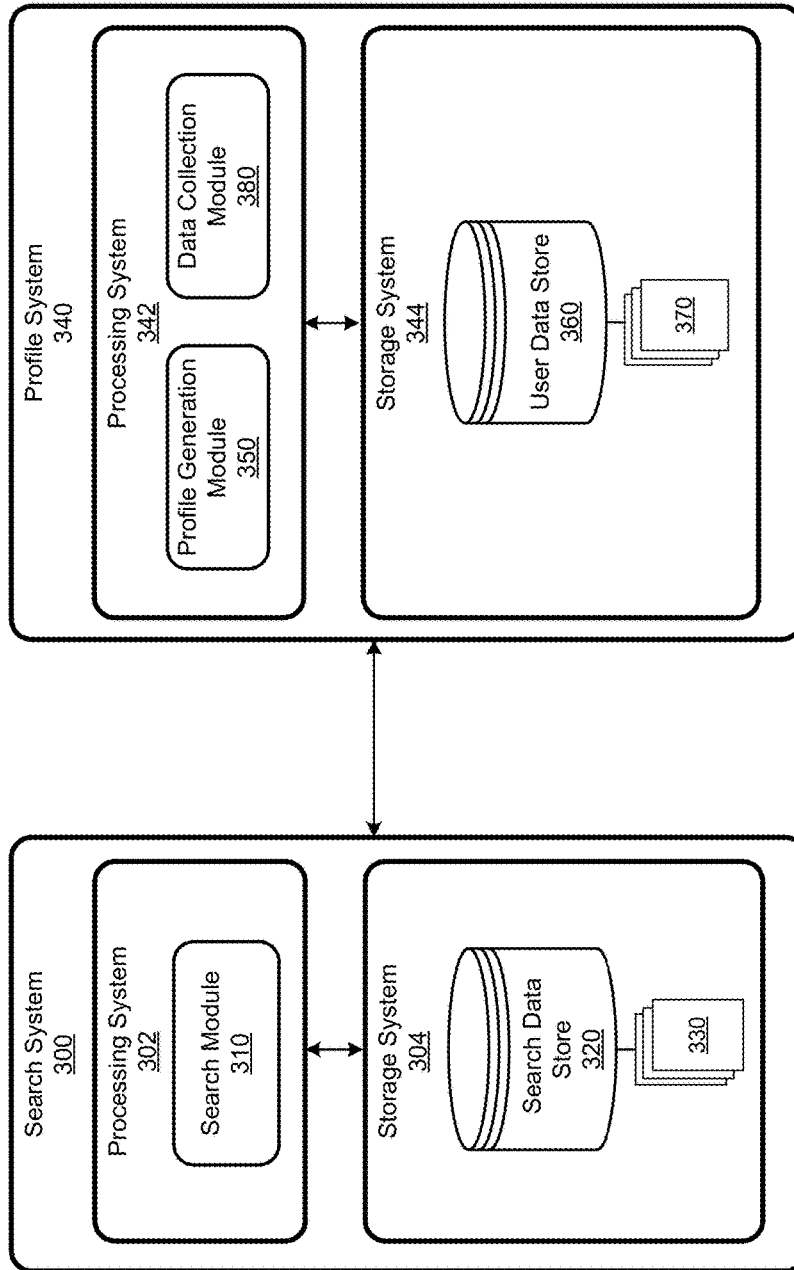 Search System
300
Processing System
302
Search Module
310
Storage System
304
Search Data
Store
320
330
Profile System
340
Processing System
342
Profile Generation
Module
350
Data Collection
Module
380
Storage System
344
User Data Store
360
370